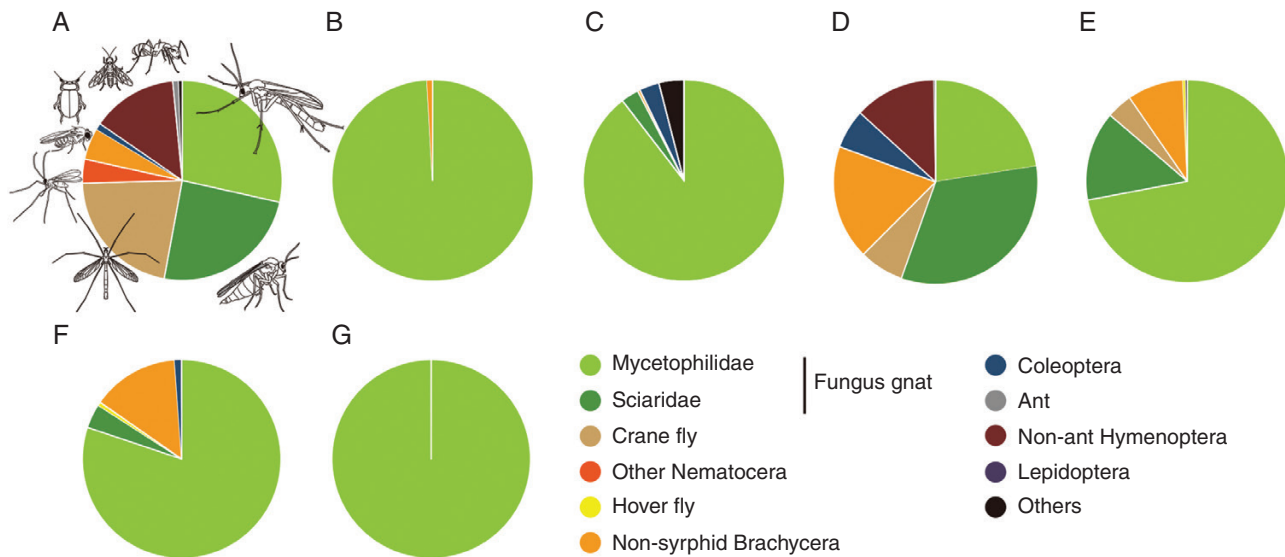 A
B
C
D
E
F
G
Mycetophilidae
Sciaridae
Fungus gnat
Crane fly
Other Nematocera
Hover fly
Non-syrphid Brachycera
Coleoptera
Ant
Non-ant Hymenoptera
Lepidoptera
Others